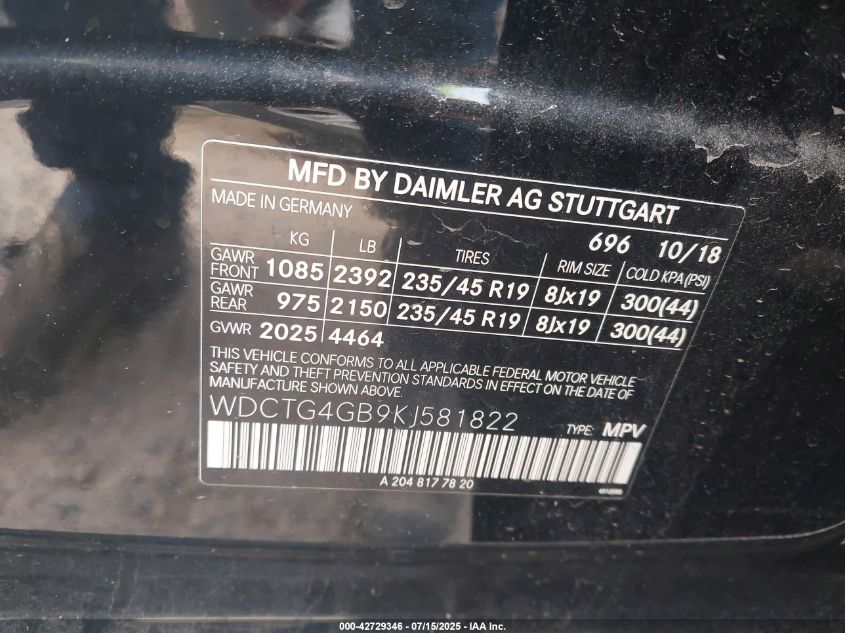 MFD BY DAIMLER AG STUTTGART
MADE IN GERMANY 696 10/18
KG LB TIRES RIM SIZE COLD KPA (PSI)
GAWR FRONT 1085 2392 235/45 R19 8Jx19 300(44)
GAWR REAR 975 2150 235/45 R19 8Jx19 300(44)
GVWR 2025 4464
THIS VEHICLE CONFORMS TO ALL APPLICABLE FEDERAL MOTOR VEHICLE
SAFETY AND THEFT PREVENTION STANDARDS IN EFFECT ON THE DATE OF
MANUFACTURE SHOWN ABOVE.
WDCTG4GB9KJ581822 TYPE: MPV
A 204 817 78 20
000-42729346 - 07/15/2025 - IAA Inc.